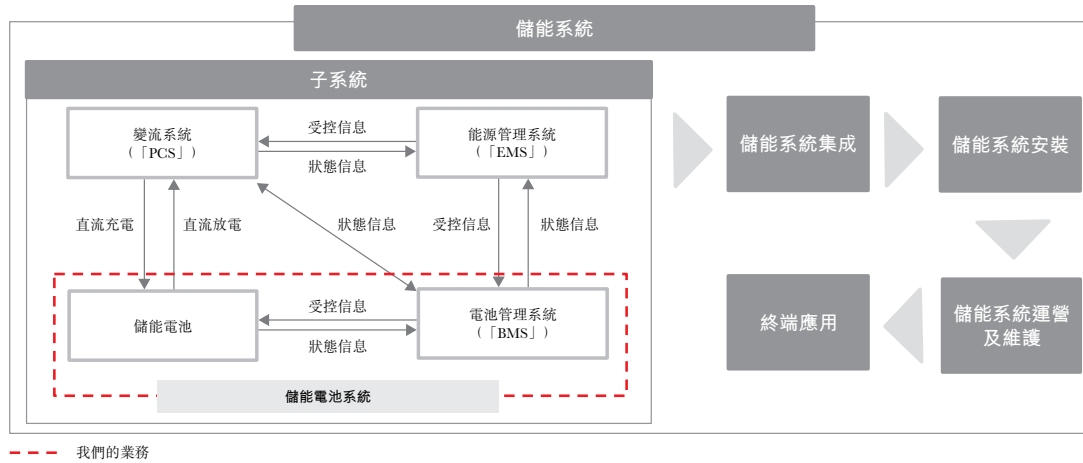 儲能系統
子系統
變流系統
(「PCS」)
受控信息
狀態信息
能源管理系統
(「EMS」)
直流充電
直流放電
狀態信息
受控信息
狀態信息
儲能電池
受控信息
狀態信息
電池管理系統
(「BMS」)
儲能電池系統
儲能系統集成
儲能系統安裝
終端應用
儲能系統運營
及維護
我們的業務